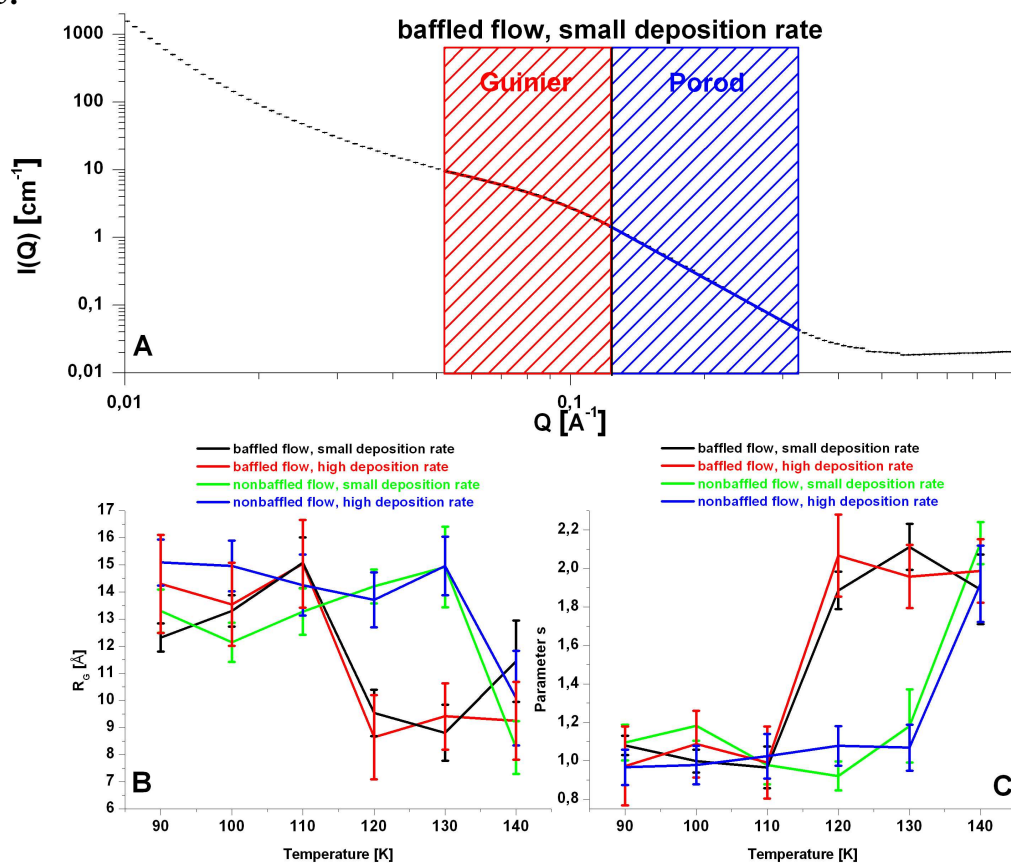 baffled flow, small deposition rate
Guinier
Porod
I(Q) [cm-1]
1000
100
10
1
0,1
0,01
A
0,01
0,1
Q [A-1]
baffled flow, small deposition rate
baffled flow, high deposition rate
nonbaffled flow, small deposition rate
nonbaffled flow, high deposition rate
RG [Å]
17
16
15
14
13
12
11
10
9
8
7
6
B
90 100 110 120 130 140
Temperature [K]
baffled flow, small deposition rate
baffled flow, high deposition rate
nonbaffled flow, small deposition rate
nonbaffled flow, high deposition rate
Parameter s
2,2
2,0
1,8
1,6
1,4
1,2
1,0
0,8
C
90 100 110 120 130 140
Temperature [K]